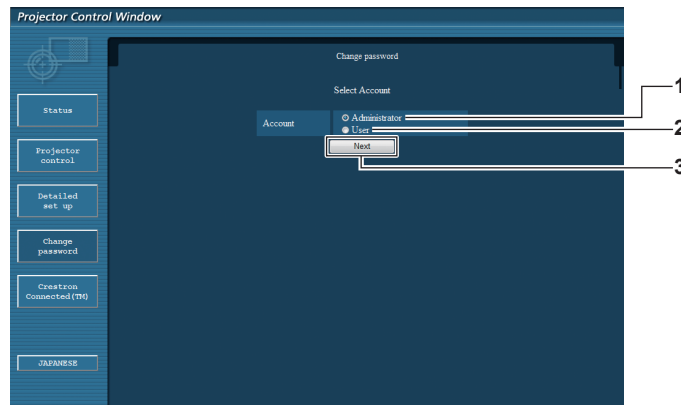 Projector Control Window
Change password
Select Account
Account
Administrator
User
Next
Status
Projector
control
Detailed
set up
Change
password
Crestron
Connected(TM)
JAPANESE
1
2
3